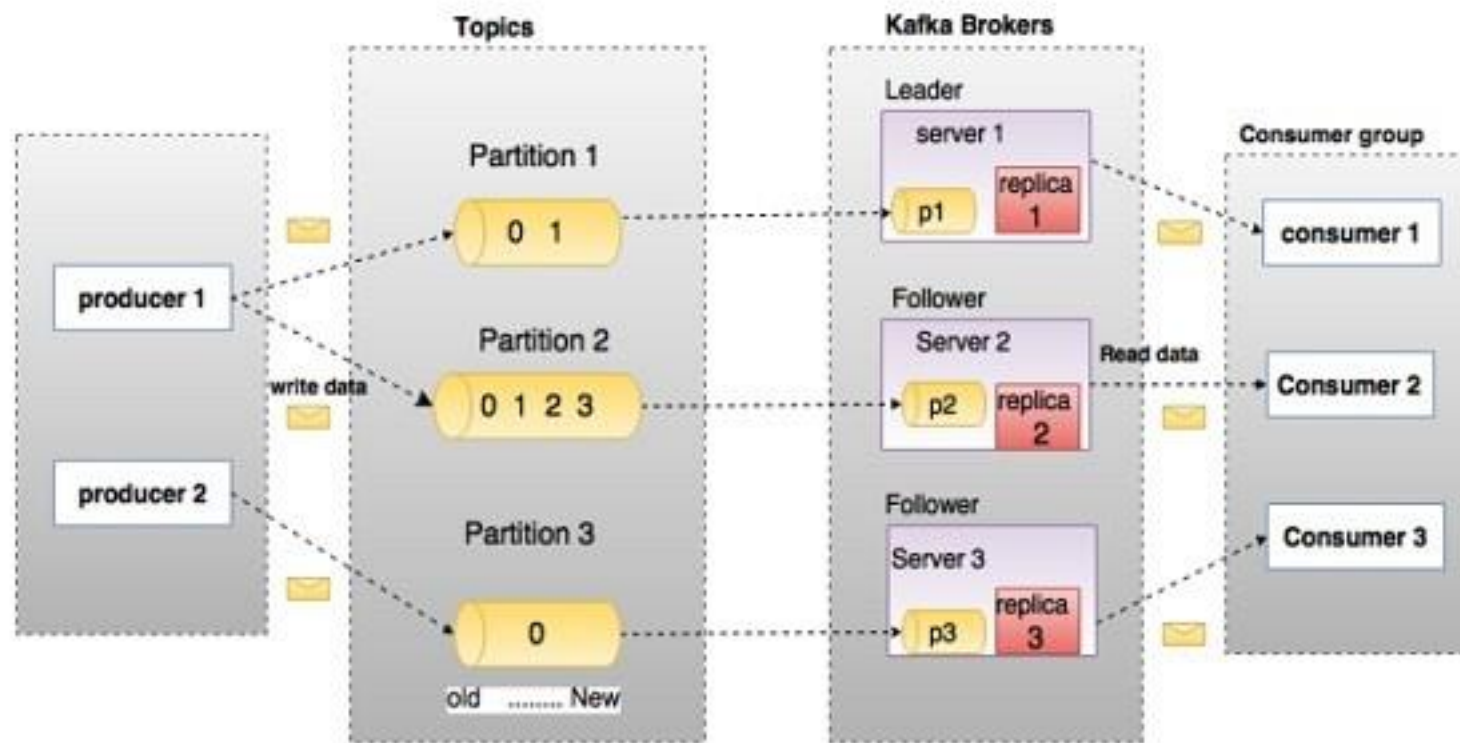 Topics
Kafka Brokers
producer 1
producer 2
write data
Partition 1
0 1
Partition 2
0 1 2 3
Partition 3
0
old ........ New
Leader
server 1
p1
replica
1
Follower
Server 2
p2
replica
2
Follower
Server 3
p3
replica
3
Read data
Consumer group
consumer 1
Consumer 2
Consumer 3